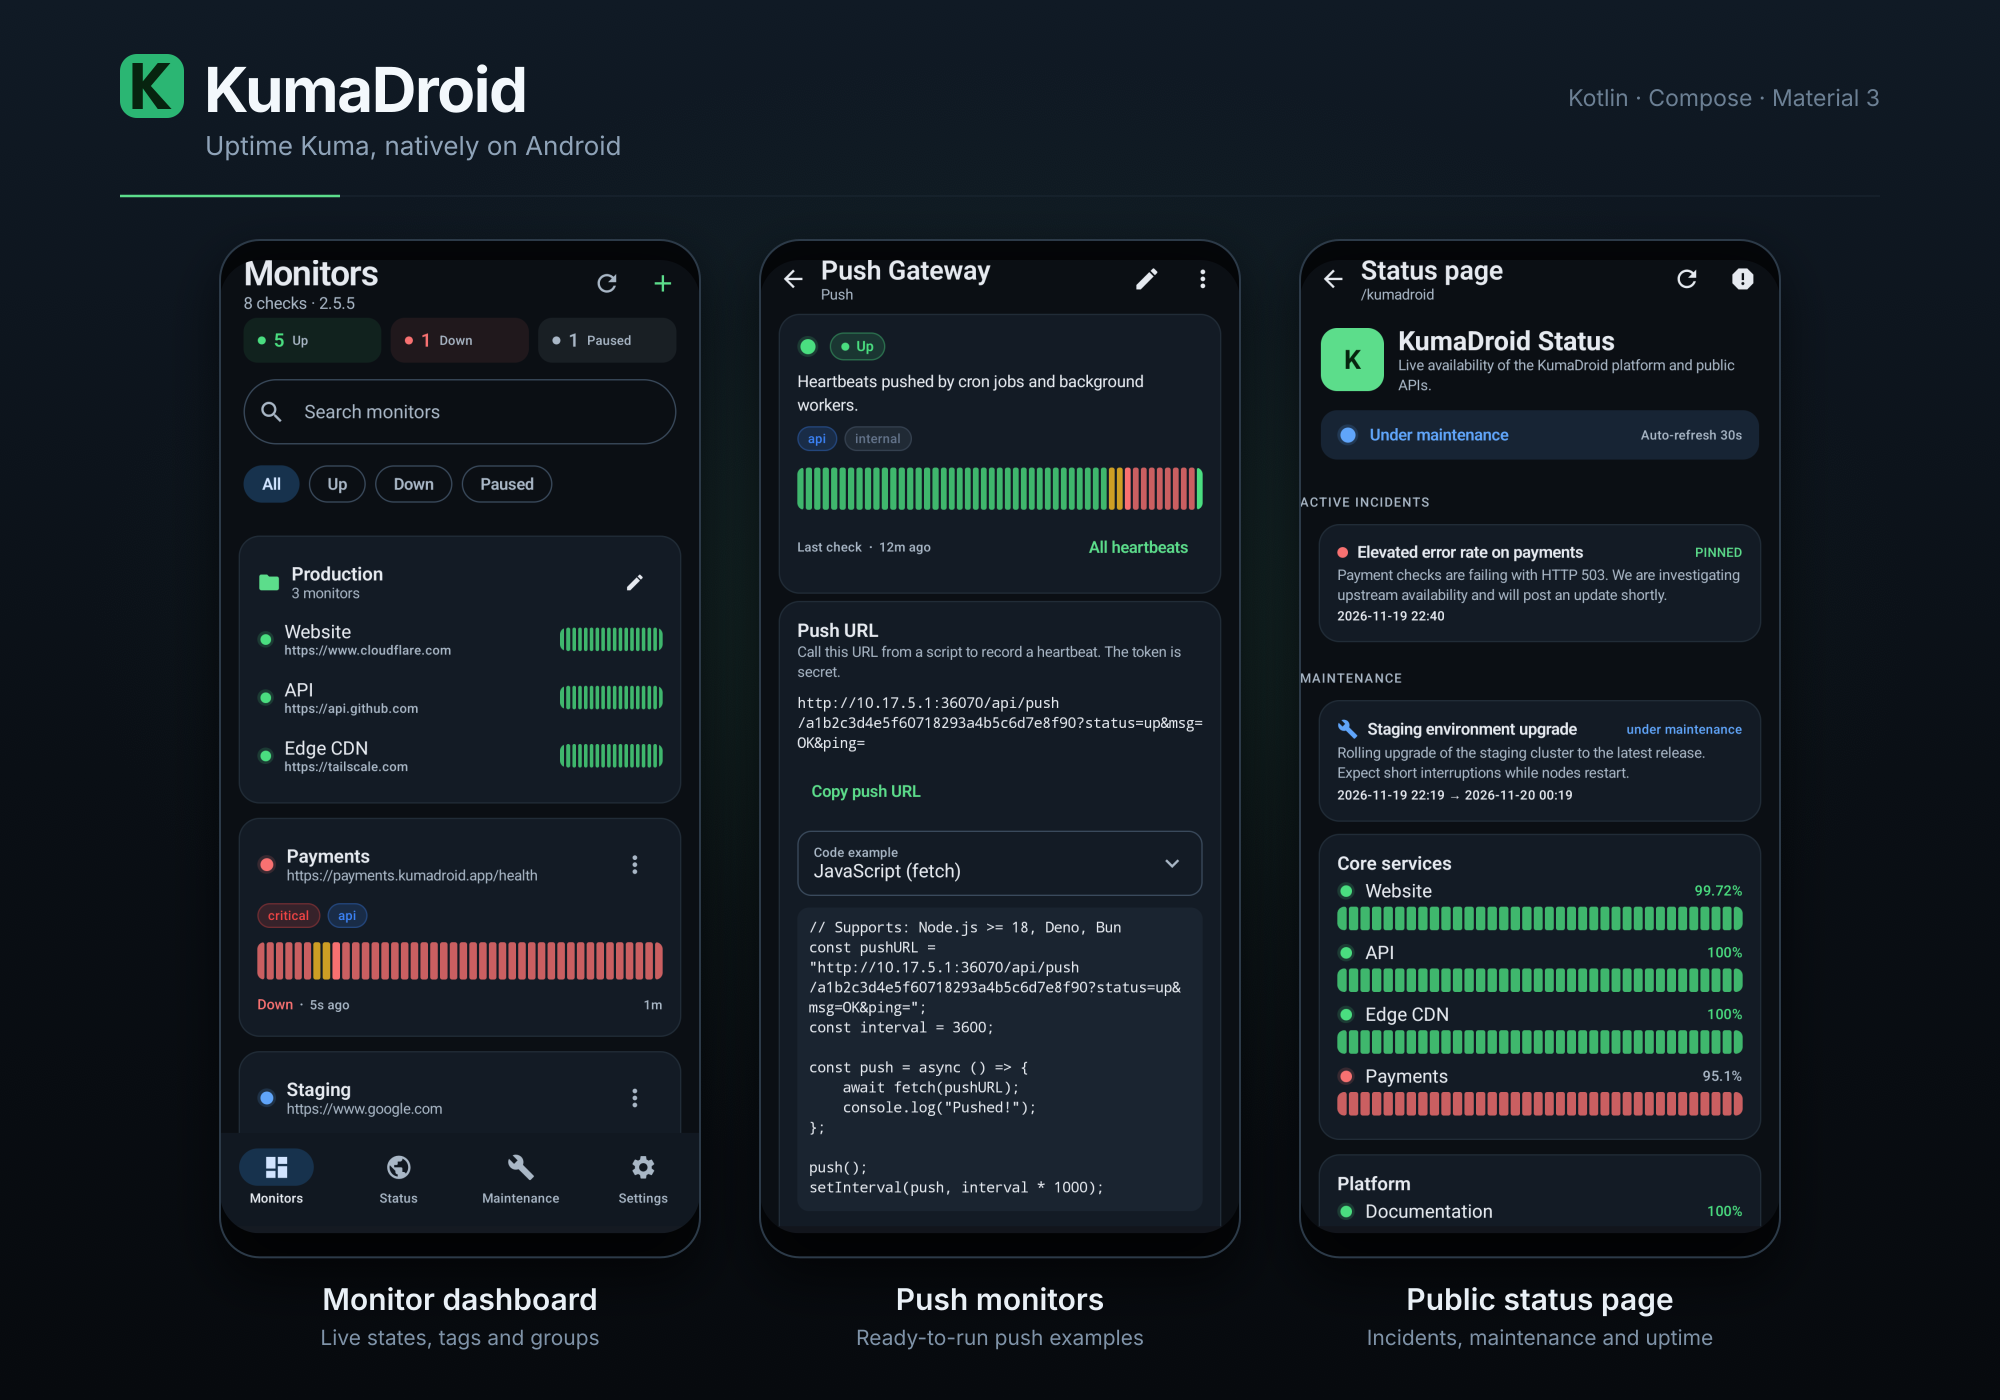 K KumaDroid
Uptime Kuma, natively on Android
Kotlin · Compose · Material 3
Monitors
8 checks · 2.5.5
5 Up
1 Down
1 Paused
Search monitors
All
Up
Down
Paused
Production
3 monitors
Website
https://www.cloudflare.com
API
https://api.github.com
Edge CDN
https://tailscale.com
Payments
https://payments.kumadroid.app/health
critical
api
Down · 5s ago
1m
Staging
https://www.google.com
Monitors
Status
Maintenance
Settings
Monitor dashboard
Live states, tags and groups
Push Gateway
Push
Up
Heartbeats pushed by cron jobs and background
workers.
api
internal
Last check · 12m ago
All heartbeats
Push URL
Call this URL from a script to record a heartbeat. The token is
secret.
http://10.17.5.1:36070/api/push
/a1b2c3d4e5f60718293a4b5c6d7e8f90?status=up&msg=
OK&ping=
Copy push URL
Code example
JavaScript (fetch)
// Supports: Node.js >= 18, Deno, Bun
const pushURL =
"http://10.17.5.1:36070/api/push
/a1b2c3d4e5f60718293a4b5c6d7e8f90?status=up&
msg=OK&ping=";
const interval = 3600;
const push = async () => {
    await fetch(pushURL);
    console.log("Pushed!");
};
push();
setInterval(push, interval * 1000);
Push monitors
Ready-to-run push examples
Status page
/kumadroid
K
KumaDroid Status
Live availability of the KumaDroid platform and public
APIs.
Under maintenance
Auto-refresh 30s
ACTIVE INCIDENTS
Elevated error rate on payments
PINNED
Payment checks are failing with HTTP 503. We are investigating
upstream availability and will post an update shortly.
2026-11-19 22:40
MAINTENANCE
Staging environment upgrade
under maintenance
Rolling upgrade of the staging cluster to the latest release.
Expect short interruptions while nodes restart.
2026-11-19 22:19 → 2026-11-20 00:19
Core services
Website
99.72%
API
100%
Edge CDN
100%
Payments
95.1%
Platform
Documentation
100%
Public status page
Incidents, maintenance and uptime